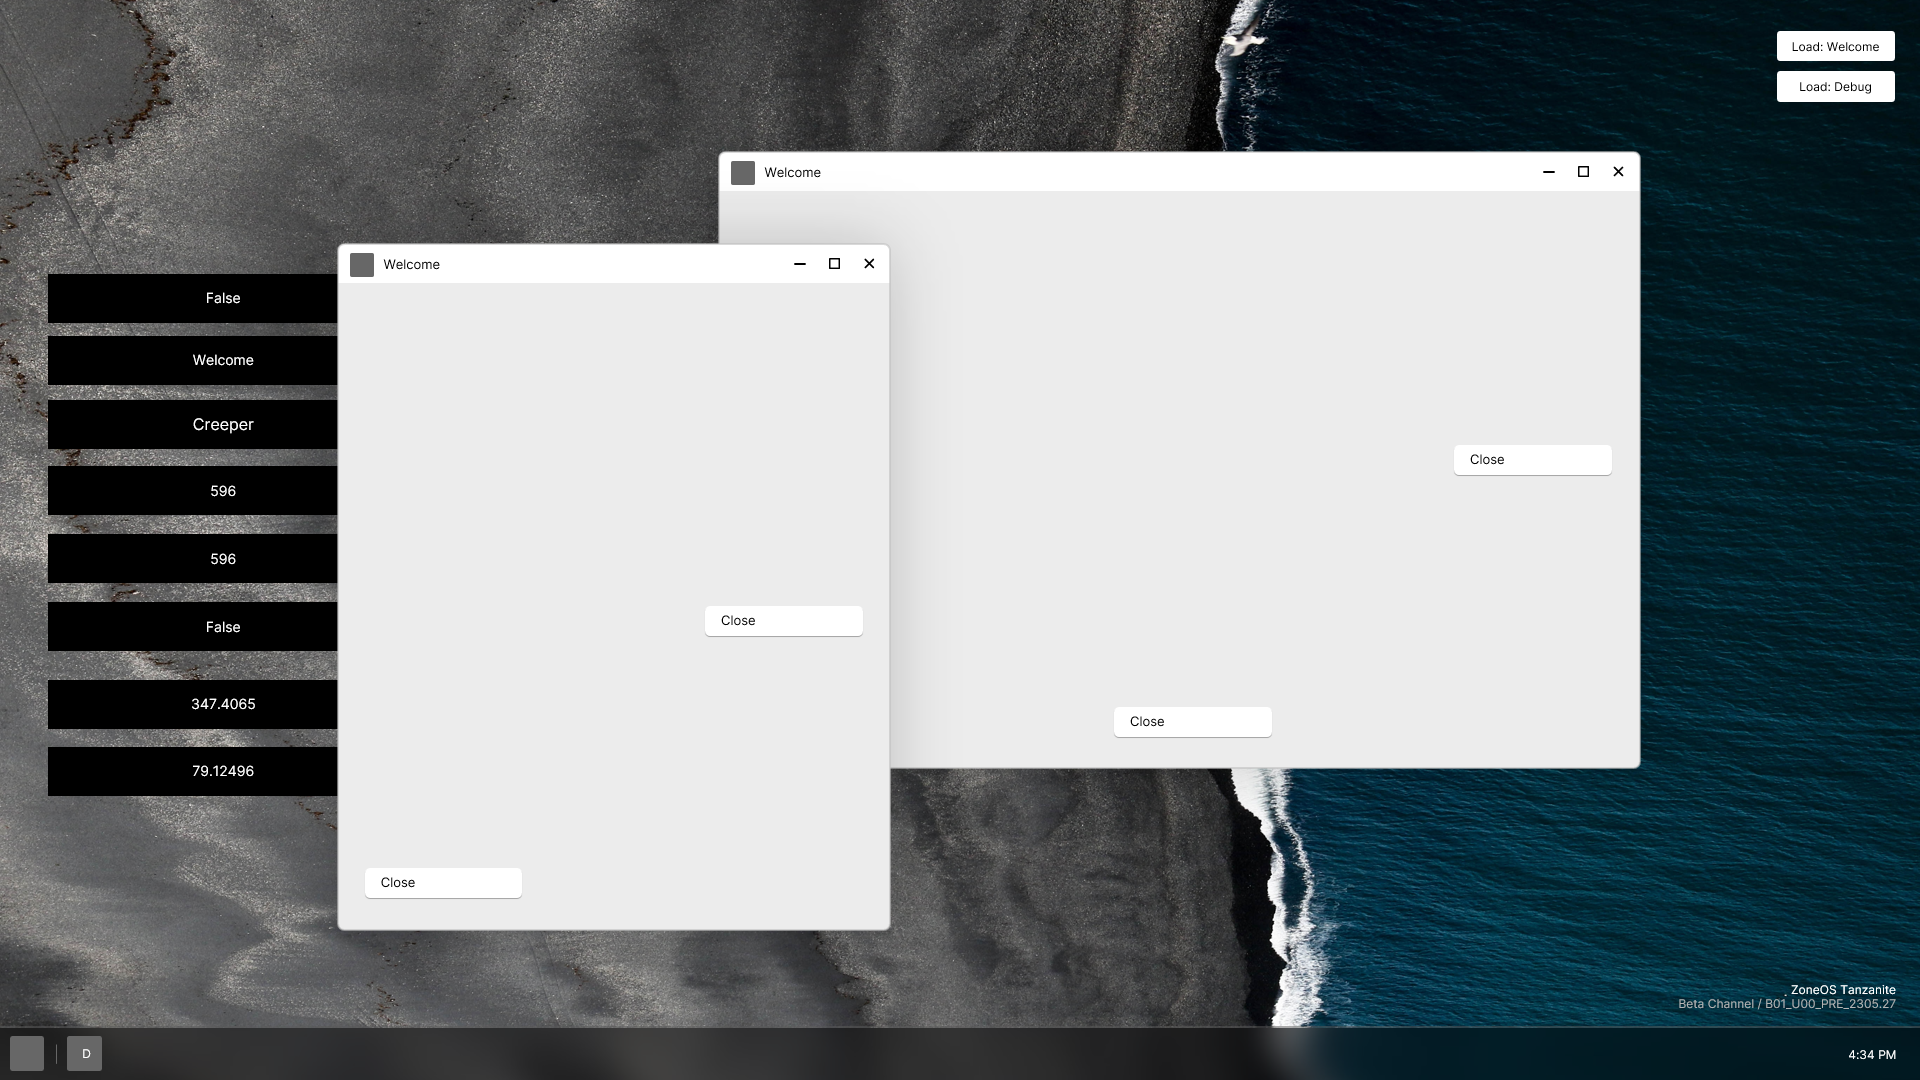 Load: Welcome
Load: Debug
Welcome
Welcome
False
Welcome
Creeper
596
596
False
347.4065
79.12496
Close
Close
Close
Close
ZoneOS Tanzanite
Beta Channel / B01_U00_PRE_2305.27
D
4:34 PM